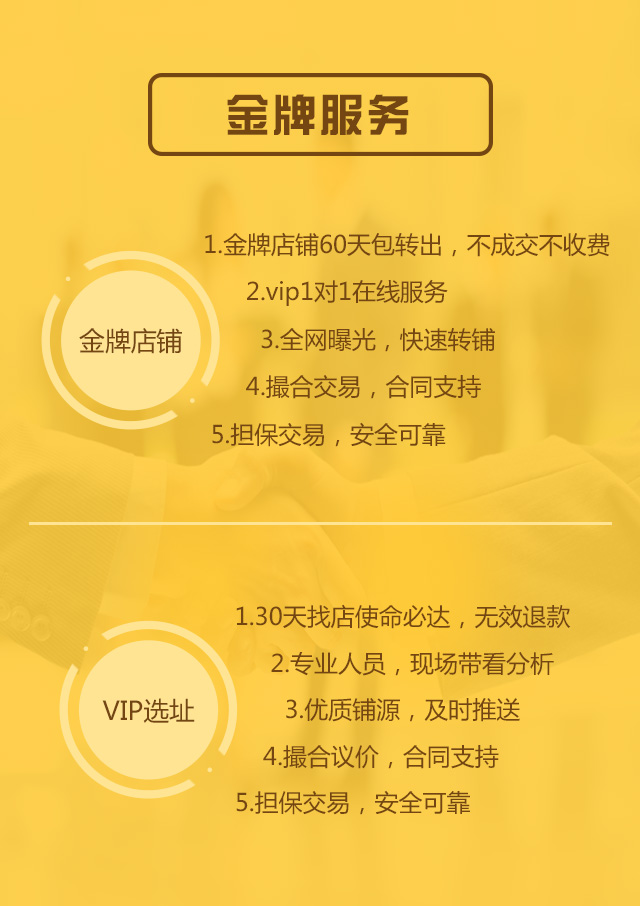 金牌服务
金牌店铺
1.金牌店铺60天包转出，不成交不收费
2.vip1对1在线服务
3.全网曝光，快速转铺
4.撮合交易，合同支持
5.担保交易，安全可靠
VIP选址
1.30天找店使命必达，无效退款
2.专业人员，现场带看分析
3.优质铺源，及时推送
4.撮合议价，合同支持
5.担保交易，安全可靠